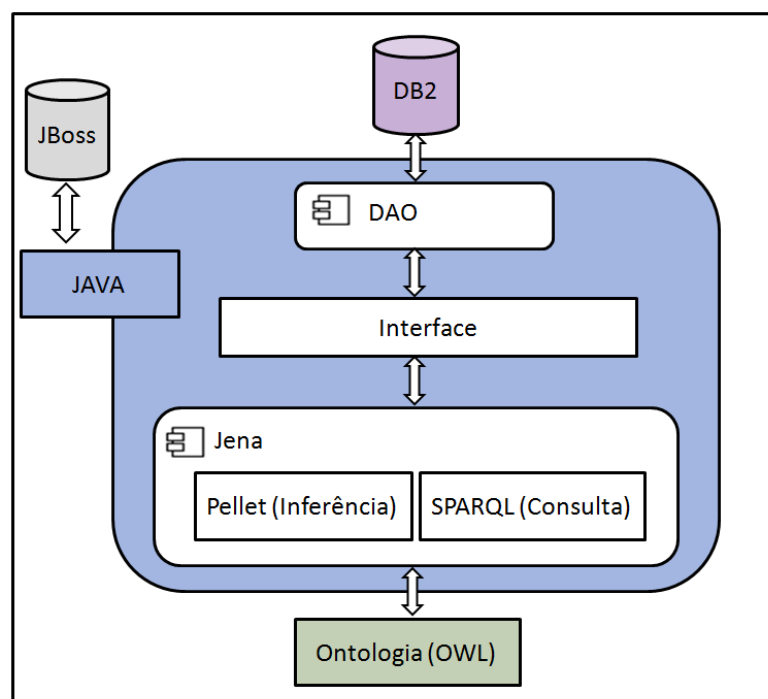 DB2
JBoss
DAO
JAVA
Interface
Jena
Pellet (Inferência)
SPARQL (Consulta)
Ontologia (OWL)